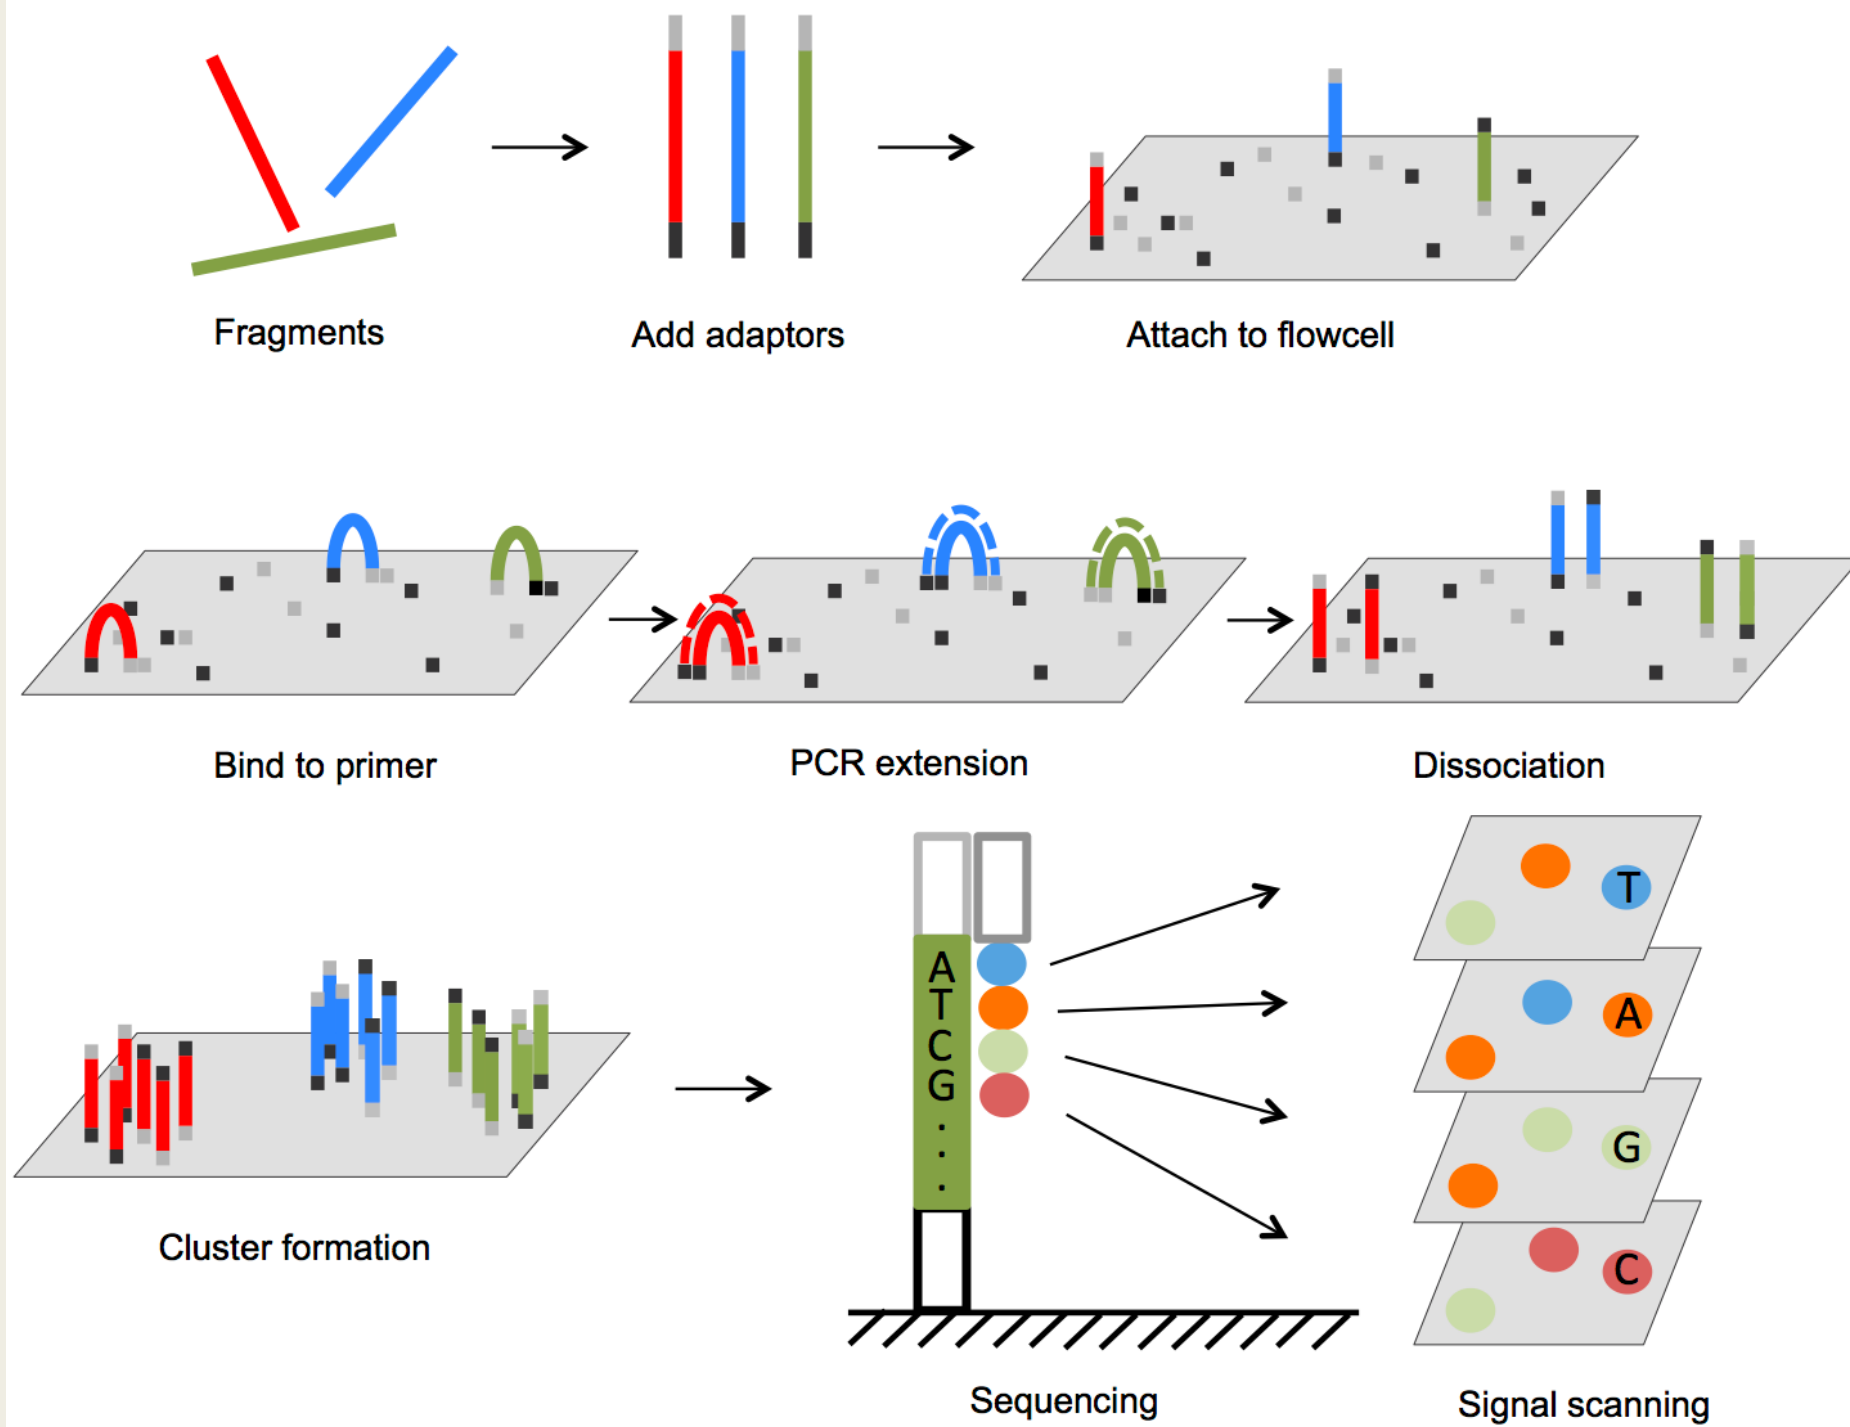 Fragments
Add adaptors
Attach to flowcell
Bind to primer
PCR extension
Dissociation
Cluster formation
A
T
C
G
.
.
.
Sequencing
T
A
G
C
Signal scanning